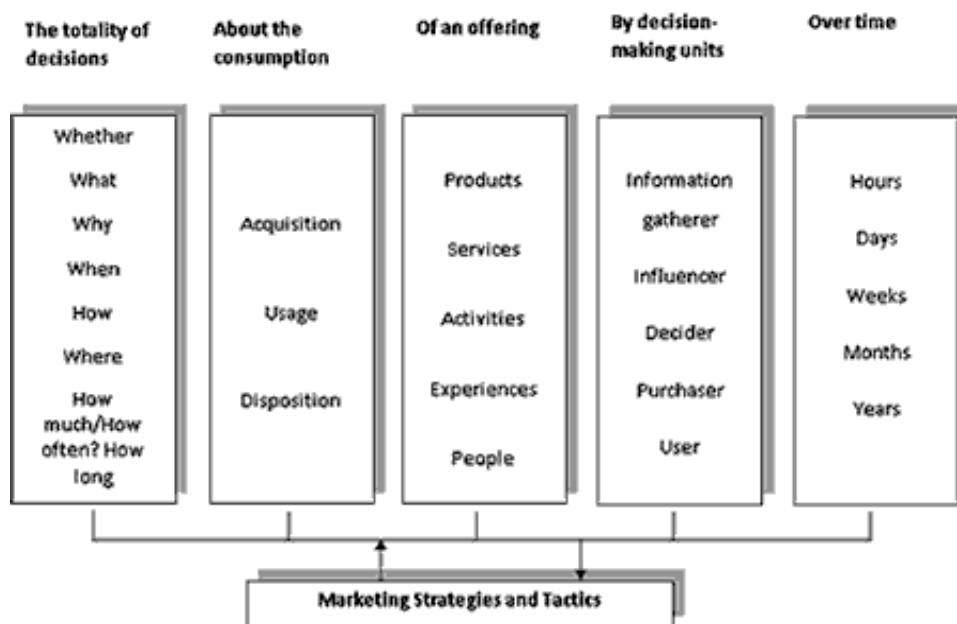 The totality of
decisions
About the
consumption
Of an offering
By decision-
making units
Over time
Whether
What
Why
When
How
Where
How
much/How
often? How
long
Acquisition
Usage
Disposition
Products
Services
Activities
Experiences
People
Information
gatherer
Influencer
Decider
Purchaser
User
Hours
Days
Weeks
Months
Years
Marketing Strategies and Tactics